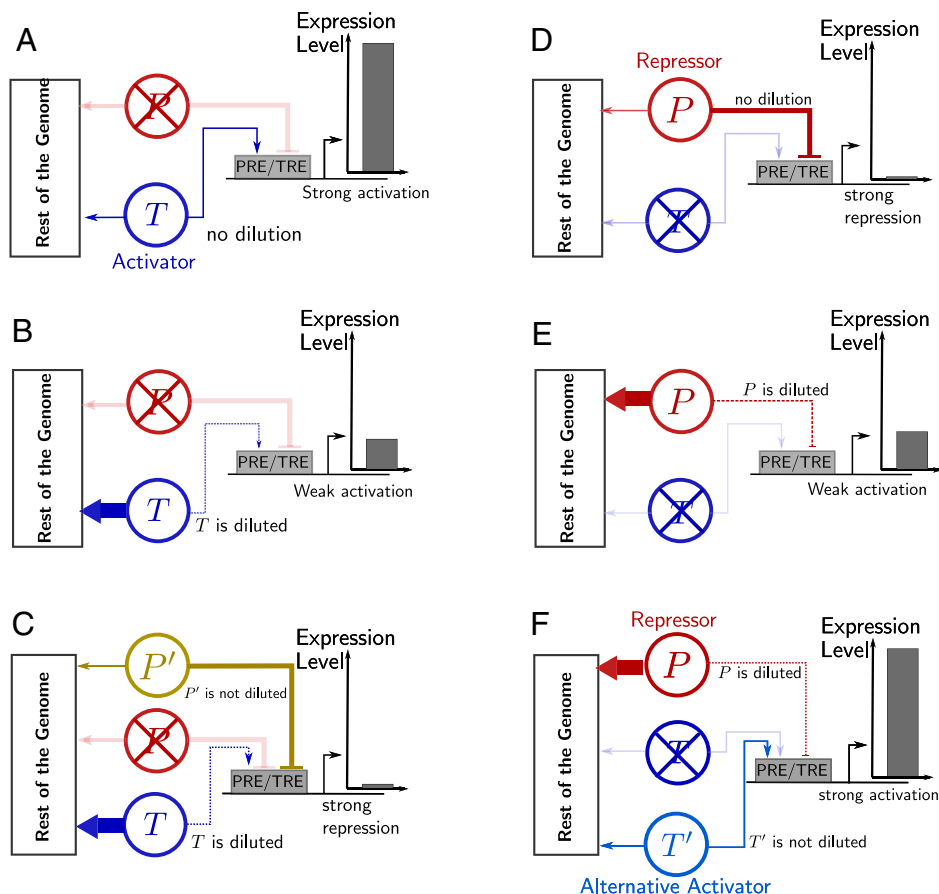 A
Expression
Level
Rest of the Genome
P
PRE/TRE
T
Strong activation
no dilution
Activator
D
Expression
Level
Repressor
Rest of the Genome
P
no dilution
PRE/TRE
T
strong
repression
B
Expression
Level
Rest of the Genome
P
PRE/TRE
T
Weak activation
T is diluted
E
Expression
Level
Rest of the Genome
P
P is diluted
PRE/TRE
T
Weak activation
C
Expression
Level
Rest of the Genome
P'
P' is not diluted
P
PRE/TRE
T
strong
repression
T is diluted
F
Repressor
Expression
Level
Rest of the Genome
P
P is diluted
T
PRE/TRE
strong activation
T'
T' is not diluted
Alternative Activator